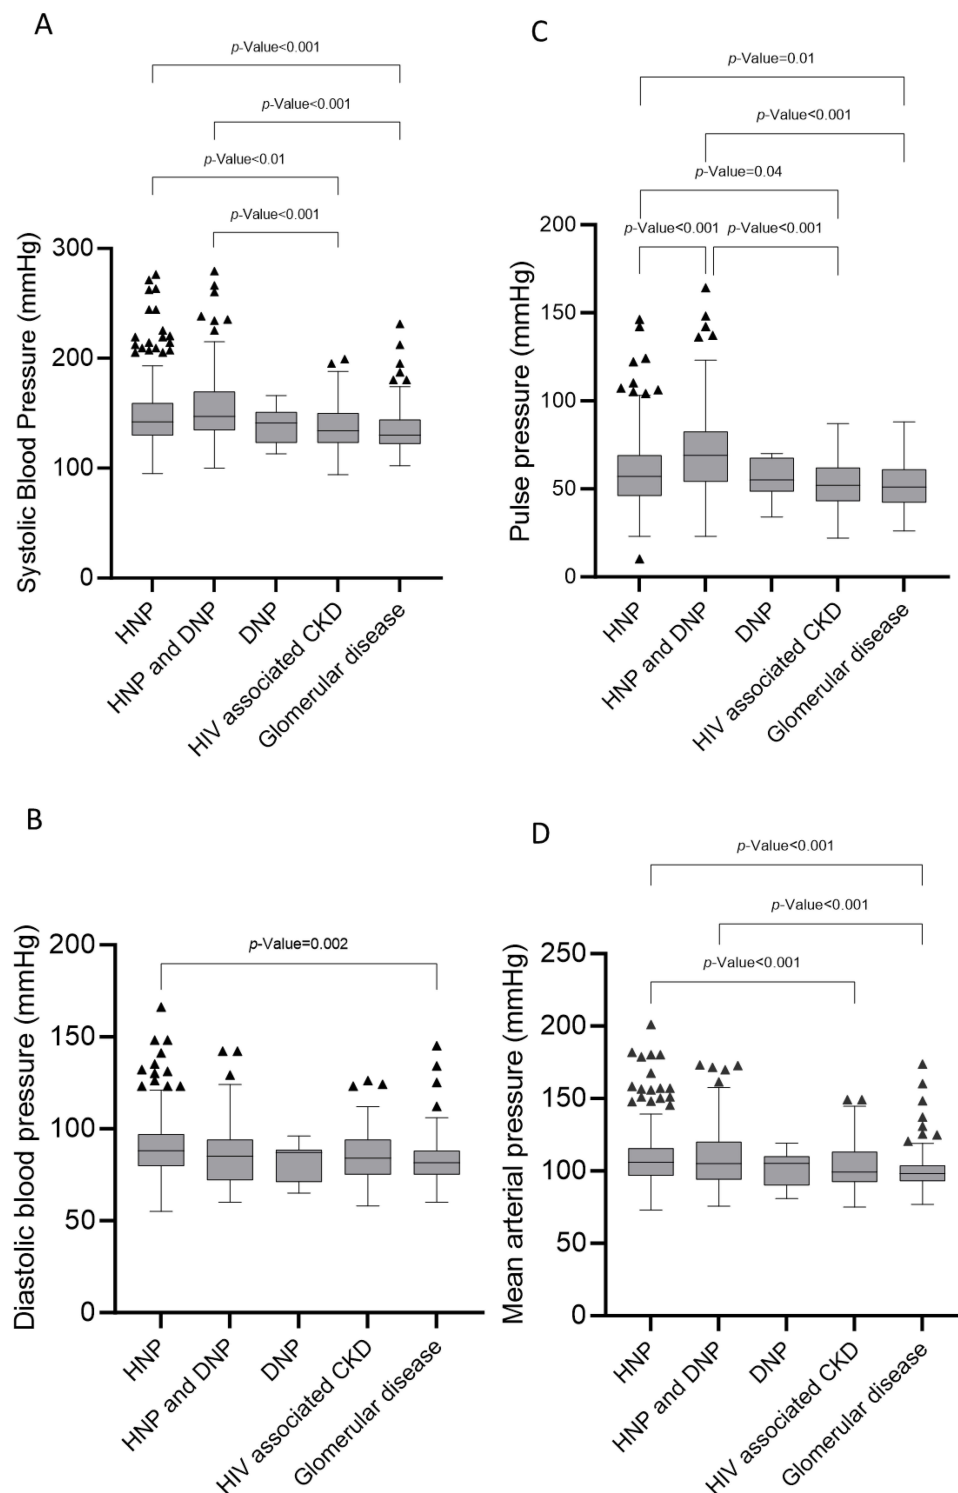 A
p-Value<0.001
p-Value<0.001
p-Value<0.01
p-Value<0.001
Systolic Blood Pressure (mmHg)
300
200
100
0
HNP
HNP and DNP
DNP
HIV associated CKD
Glomerular disease
C
p-Value=0.01
p-Value<0.001
p-Value=0.04
p-Value<0.001
p-Value<0.001
Pulse pressure (mmHg)
200
150
100
50
0
HNP
HNP and DNP
DNP
HIV associated CKD
Glomerular disease
B
p-Value=0.002
Diastolic blood pressure (mmHg)
200
150
100
50
0
HNP
HNP and DNP
DNP
HIV associated CKD
Glomerular disease
D
p-Value<0.001
p-Value<0.001
p-Value<0.001
Mean arterial pressure (mmHg)
250
200
150
100
50
0
HNP
HNP and DNP
DNP
HIV associated CKD
Glomerular disease